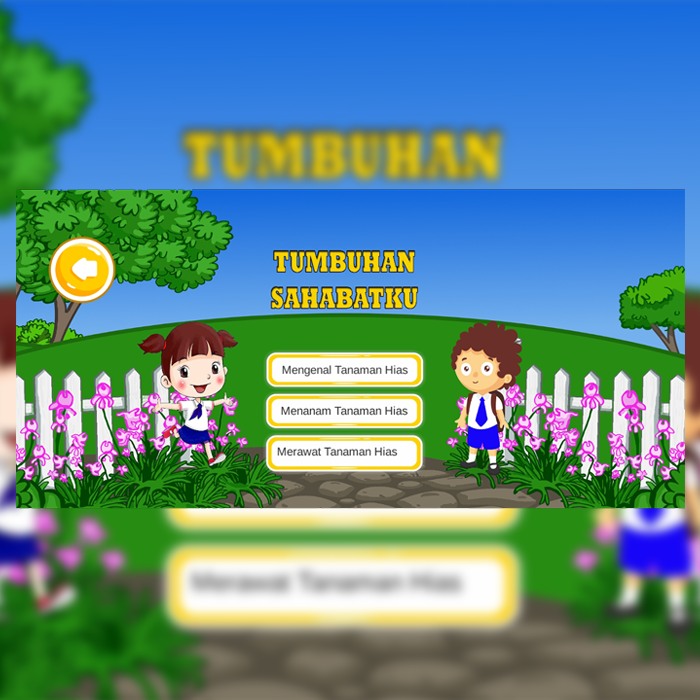 TUMBUHAN
TUMBUHAN
SAHABATKU
Mengenal Tanaman Hias
Menanam Tanaman Hias
Merawat Tanaman Hias
Merawat Tanaman Hias